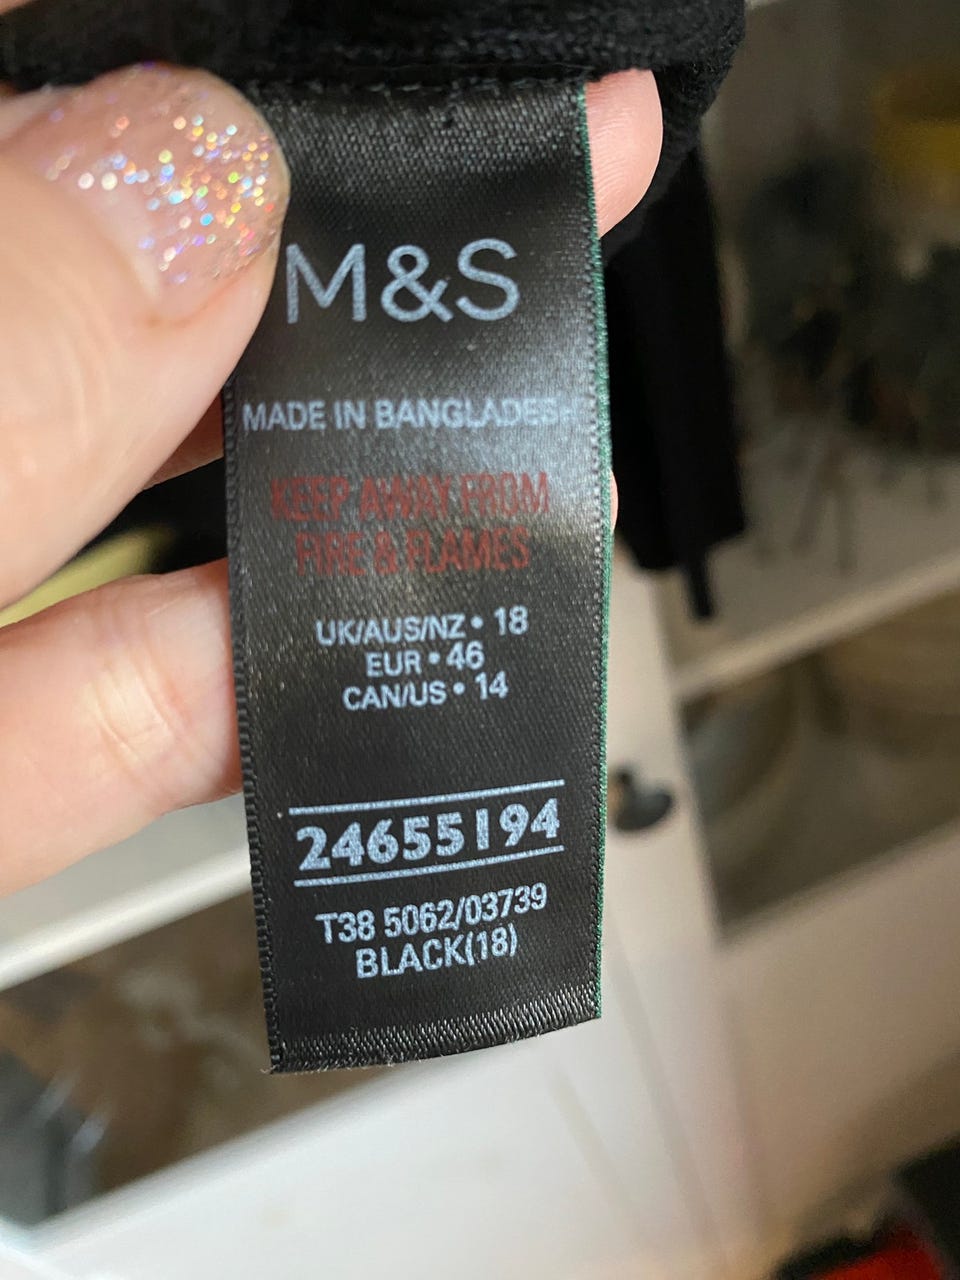 M&S
MADE IN BANGLADESH
KEEP AWAY FROM
FIRE & FLAMES
UK/AUS/NZ • 18
EUR • 46
CAN/US • 14
24655194
T38 5062/03739
BLACK(18)